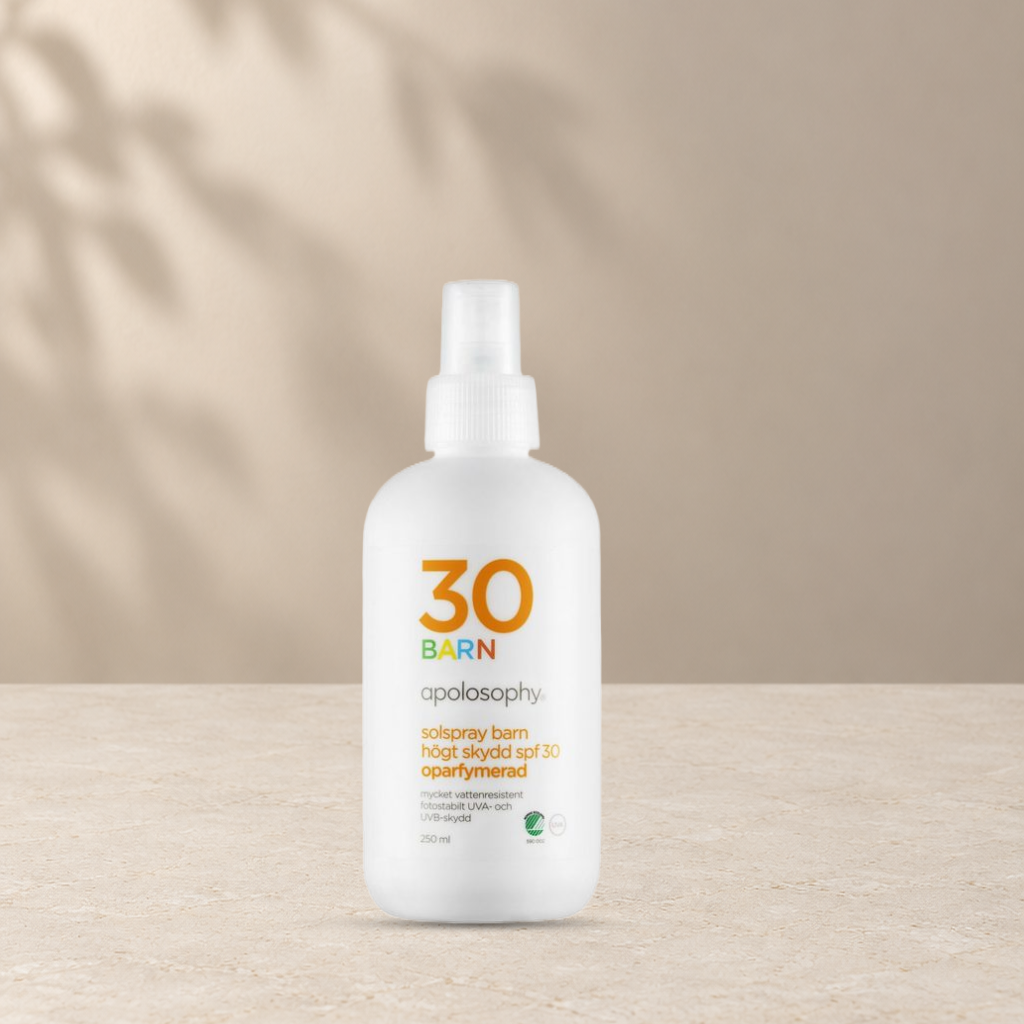 30
BARN
apolosophy®
solspray barn
högt skydd spf 30
oparfymerad
mycket vattenresistent
fotostabilt UVA- och
UVB-skydd
250 ml
UVA